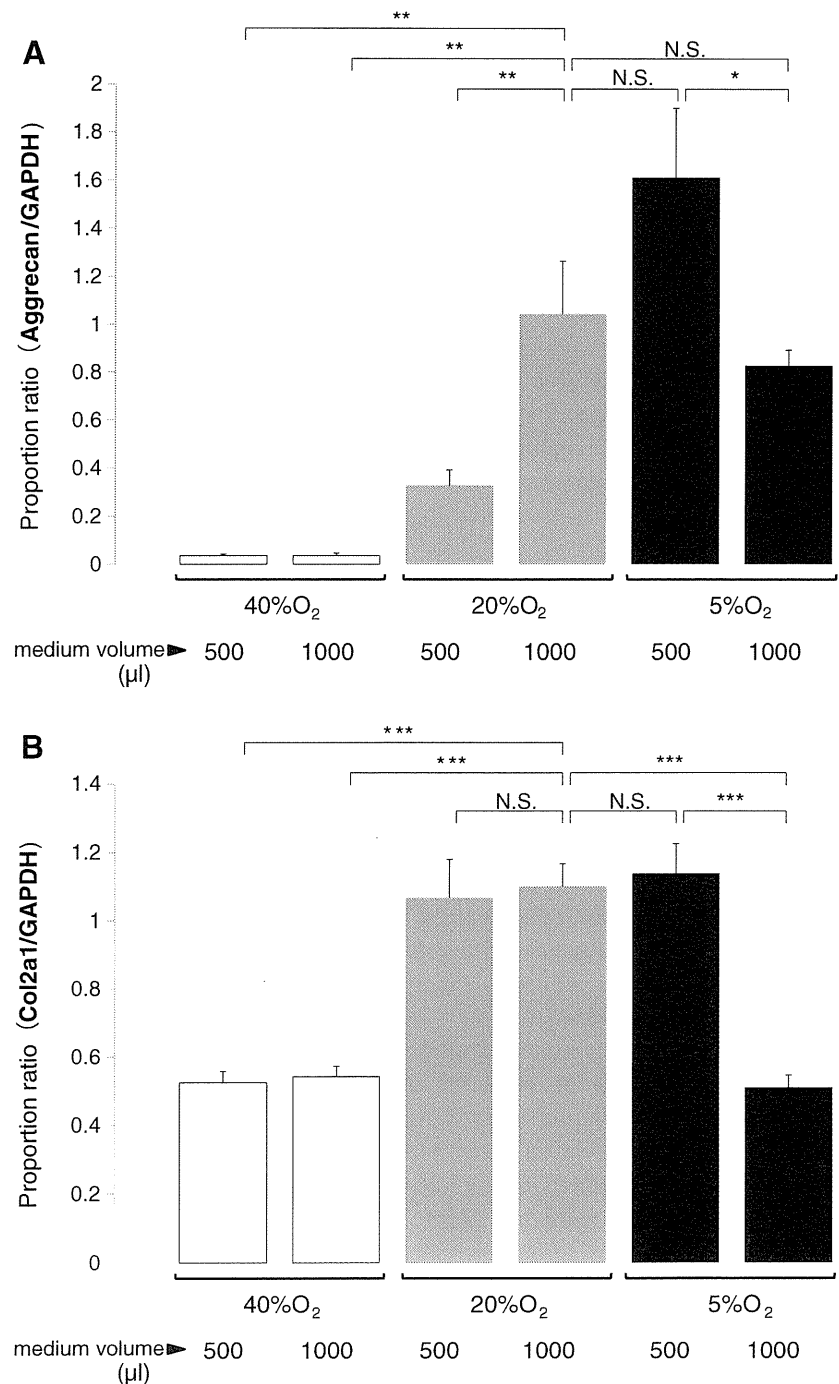 **
A
**
N.S.
**
N.S.
*
2
1.8
1.6
1.4
1.2
1
0.8
0.6
0.4
0.2
0
Proportion ratio (Aggrecan/GAPDH)
40%O₂ 20%O₂ 5%O₂
medium volume 500 1000 500 1000 500 1000
(µl)
B
***
***
***
N.S.
N.S.
***
1.4
1.2
1
0.8
0.6
0.4
0.2
0
Proportion ratio (Col2a1/GAPDH)
40%O₂ 20%O₂ 5%O₂
medium volume 500 1000 500 1000 500 1000
(µl)